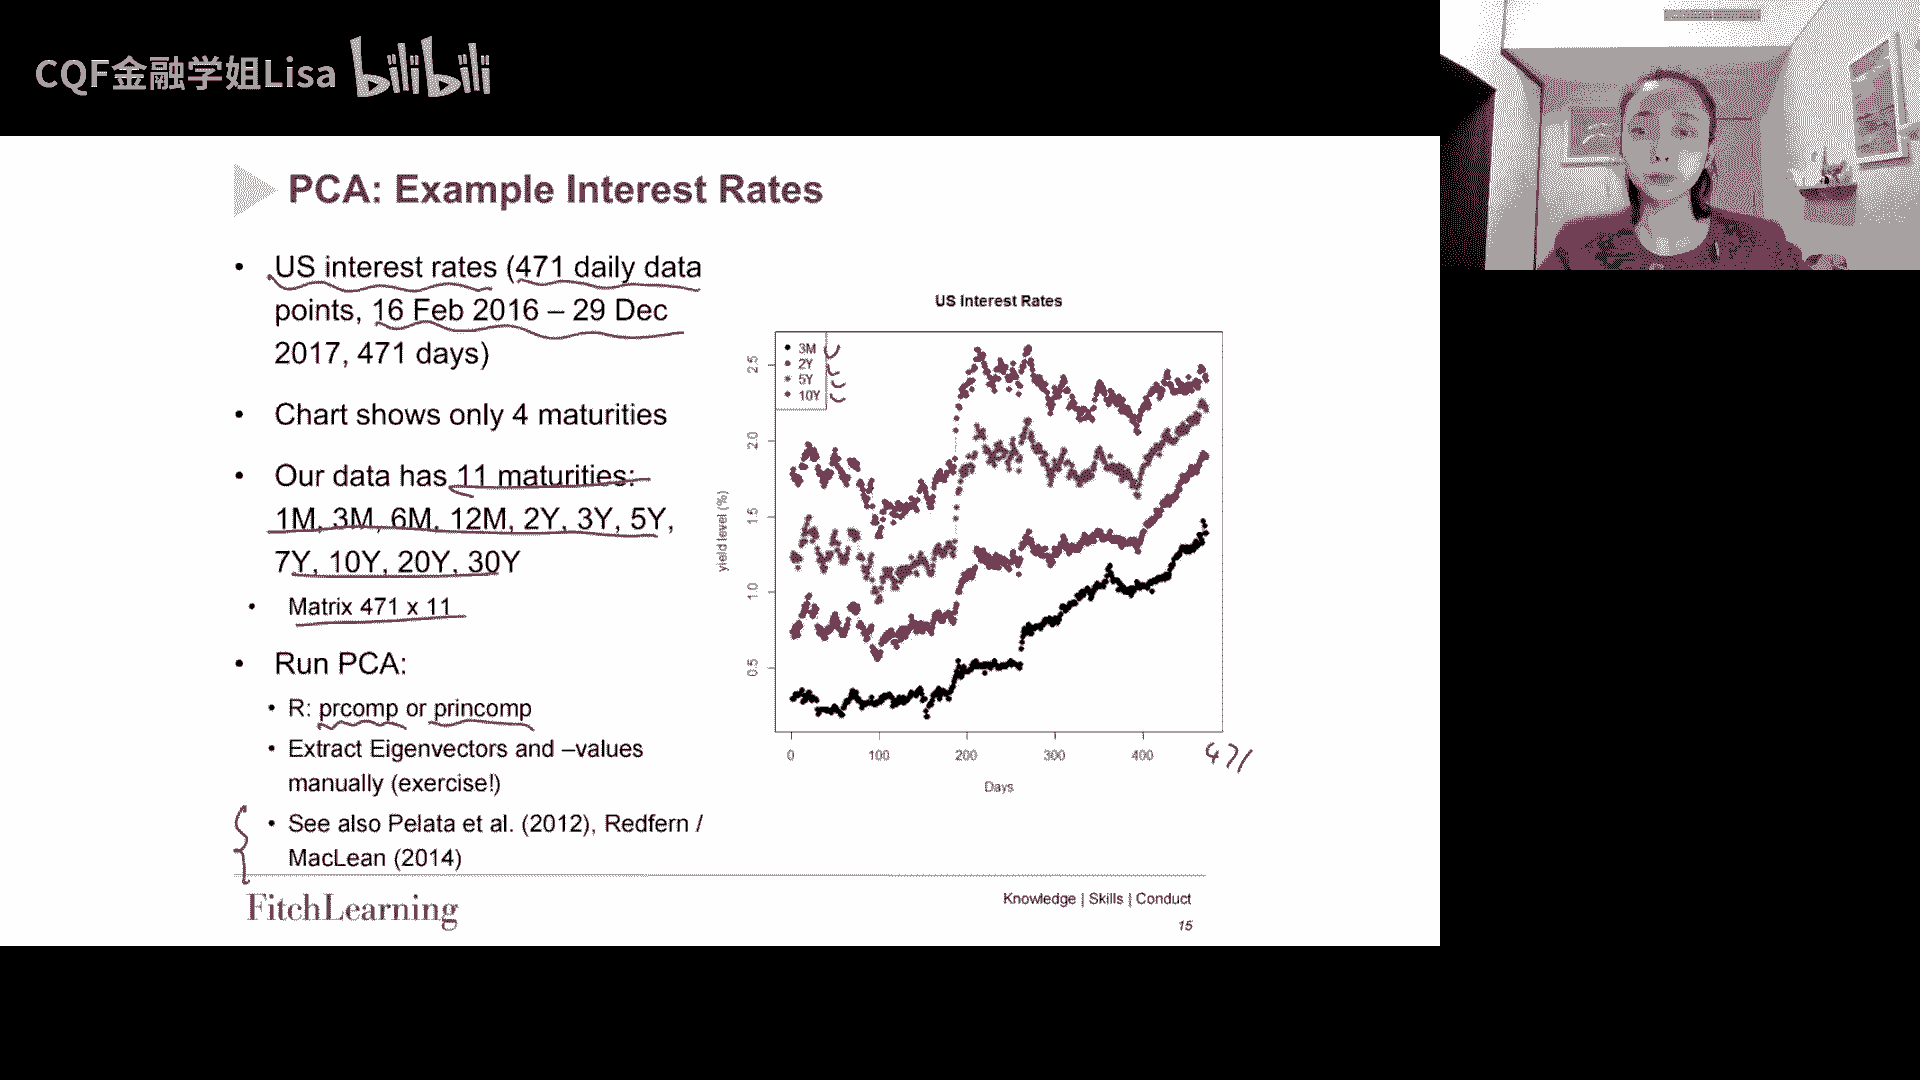 CQF金融学姐Lisa bilibili
PCA: Example Interest Rates
• US interest rates (471 daily data
points, 16 Feb 2016 – 29 Dec
2017, 471 days)
• Chart shows only 4 maturities
• Our data has 11 maturities:
1M, 3M, 6M, 12M, 2Y, 3Y, 5Y,
7Y, 10Y, 20Y, 30Y
• Matrix 471 x 11
• Run PCA:
• R: prcomp or princomp
• Extract Eigenvectors and –values
manually (exercise!)
• See also Pelata et al. (2012), Redfern /
MacLean (2014)
US Interest Rates
3M
2Y
5Y
10Y
yield level (%)
2.5
2.0
1.5
1.0
0.5
0 100 200 300 400 471
Days
FitchLearning
Knowledge | Skills | Conduct
15